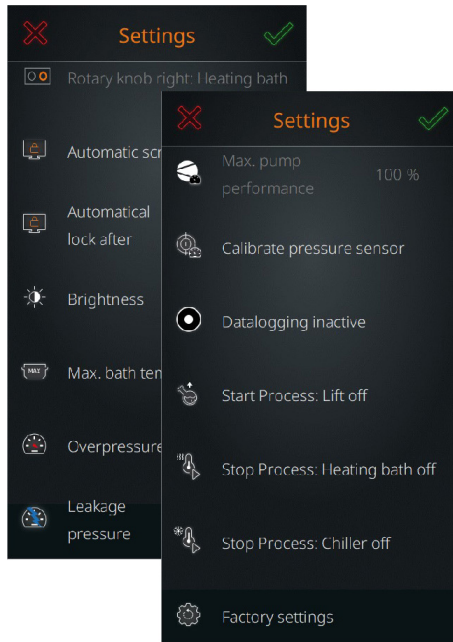 Settings
Rotary knob right: Heating bath
Automatic
Automatical
lock after
Brightness
MAX
Max. bath
Overpressure
Leakage
pressure
Settings
Max. pump
performance
100 %
Calibrate pressure sensor
Datalogging inactive
Start Process: Lift off
Stop Process: Heating bath off
Stop Process: Chiller off
Factory settings